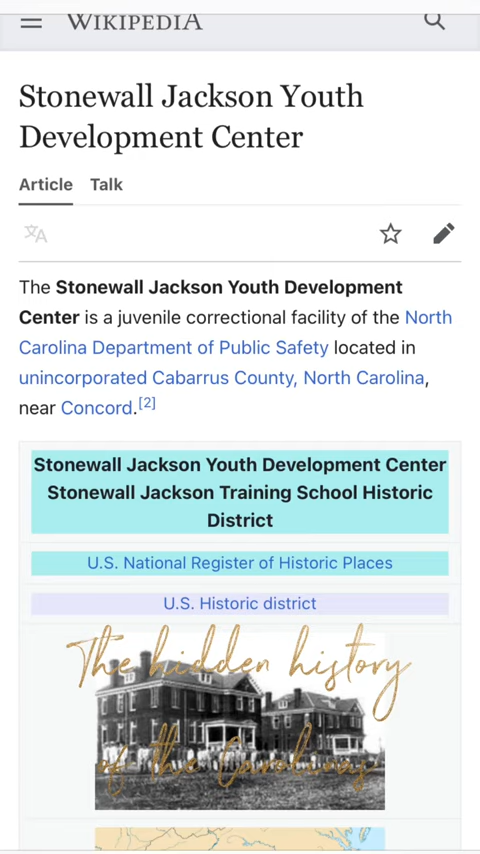 WIKIPEDIA
Stonewall Jackson Youth
Development Center
Article Talk
The Stonewall Jackson Youth Development
Center is a juvenile correctional facility of the North
Carolina Department of Public Safety located in
unincorporated Cabarrus County, North Carolina,
near Concord.[2]
Stonewall Jackson Youth Development Center
Stonewall Jackson Training School Historic
District
U.S. National Register of Historic Places
U.S. Historic district
The hidden history
of the Carolinas